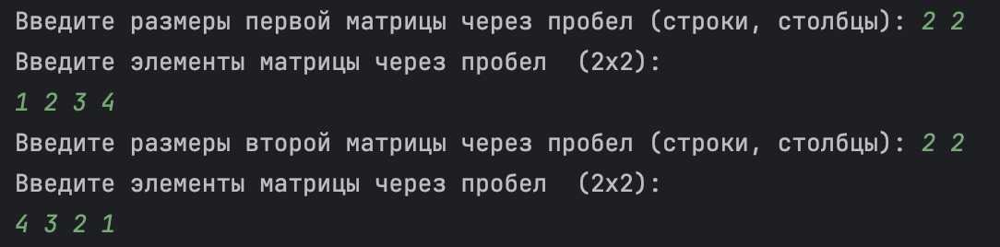 Введите размеры первой матрицы через пробел (строки, столбцы): 2 2
Введите элементы матрицы через пробел  (2x2):
1 2 3 4
Введите размеры второй матрицы через пробел (строки, столбцы): 2 2
Введите элементы матрицы через пробел  (2x2):
4 3 2 1